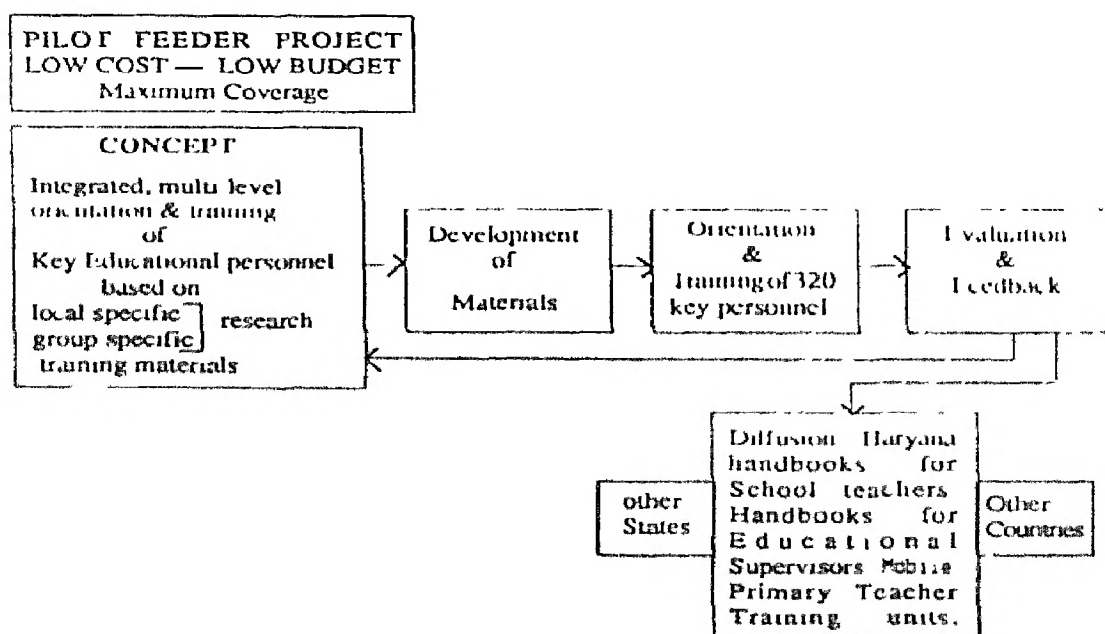 PILOT FEEDER PROJECT
LOW COST — LOW BUDGET
Maximum Coverage
CONCEPT
Integrated, multi level
orientation & training
of
Key Educational personnel
based on
local specific
group specific
research
training materials
Development
of
Materials
Orientation
&
Training of 320
key personnel
Evaluation
&
Feedback
Diffusion Haryana
handbooks for
School teachers
Handbooks for
Educational
Supervisors Mobile
Primary Teacher
Training units.
other
States
Other
Countries